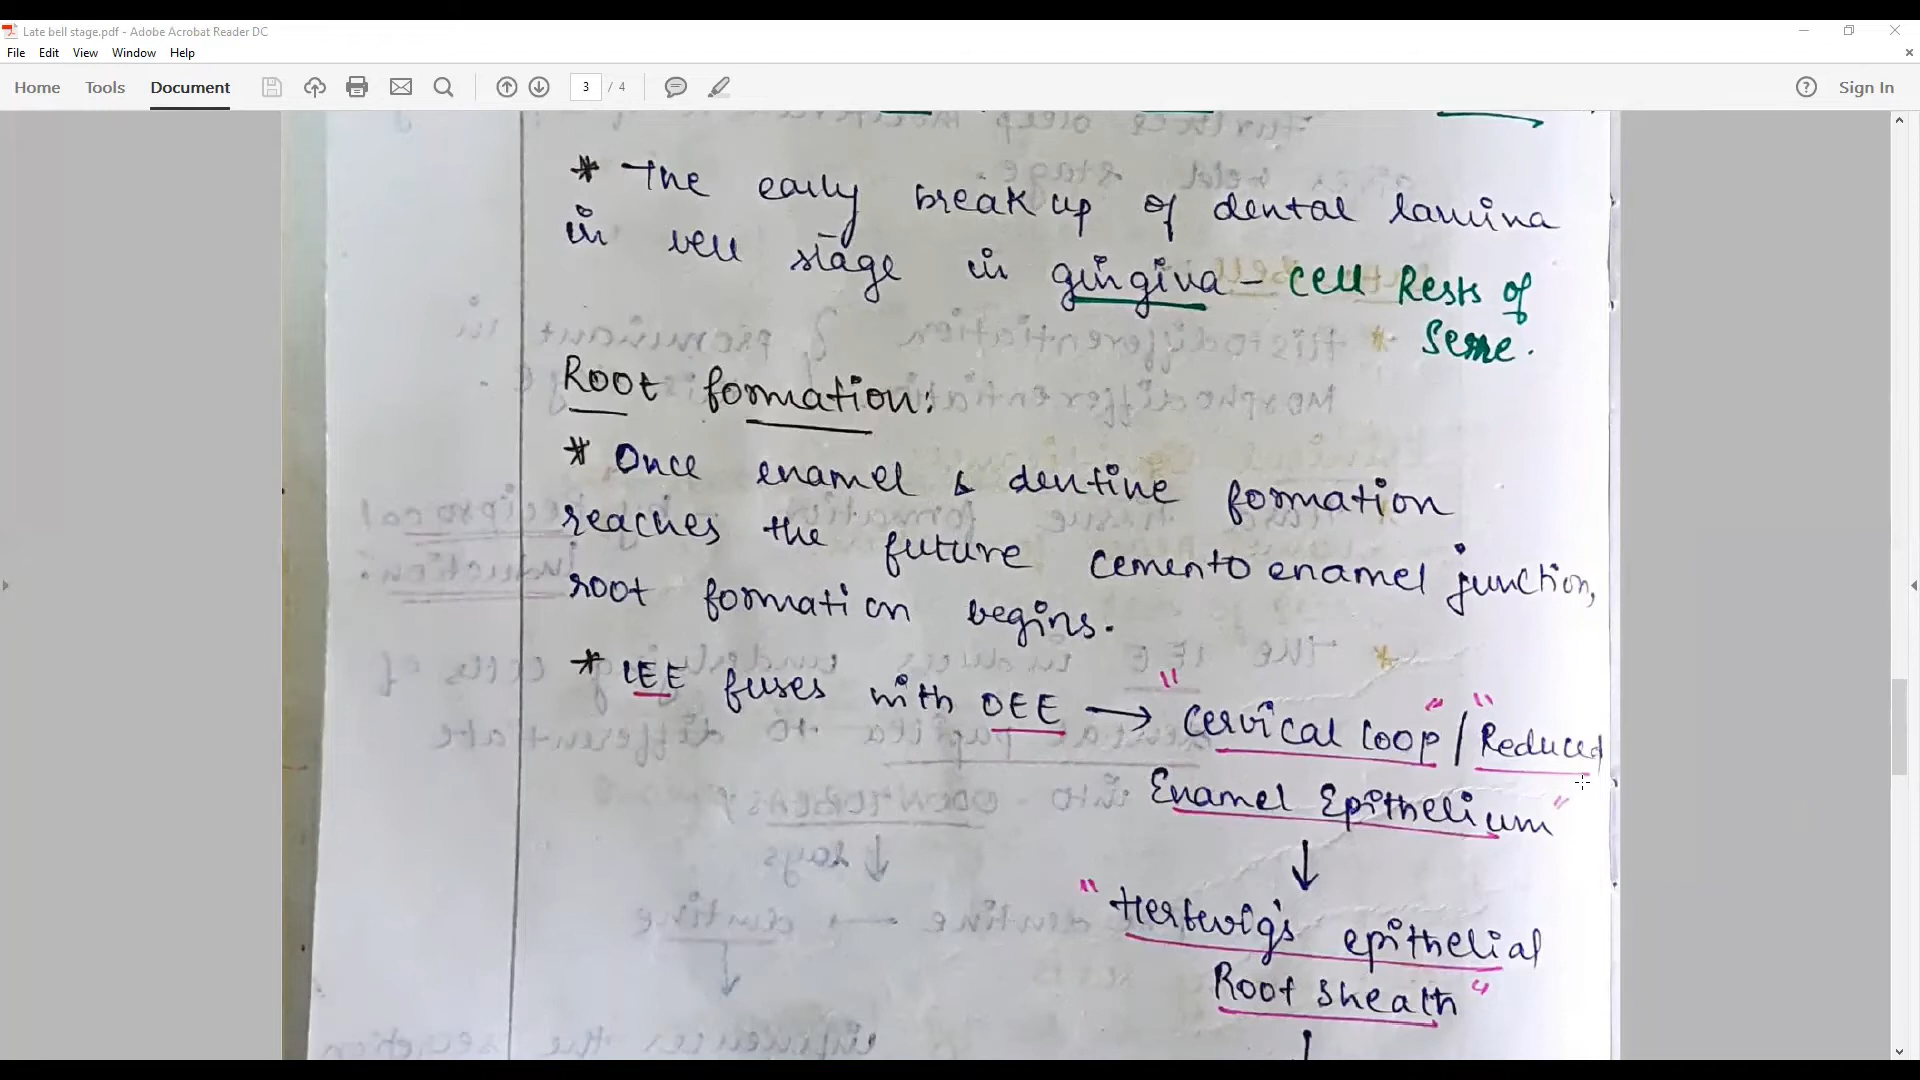 Late bell stage.pdf - Adobe Acrobat Reader DC
File Edit View Window Help
Home Tools Document 3 / 4 Sign In
* The early break up of dental lamina
in bell stage in gingiva - cell Rests of
Serre.
Root formation:
* Once enamel & dentine formation
reaches the future cemento enamel junction,
root formation begins.
* IEE fuses with OEE → "Cervical loop" / "Reduced
Enamel Epithelium"
↓
"Hertwig's epithelial
Root Sheath"